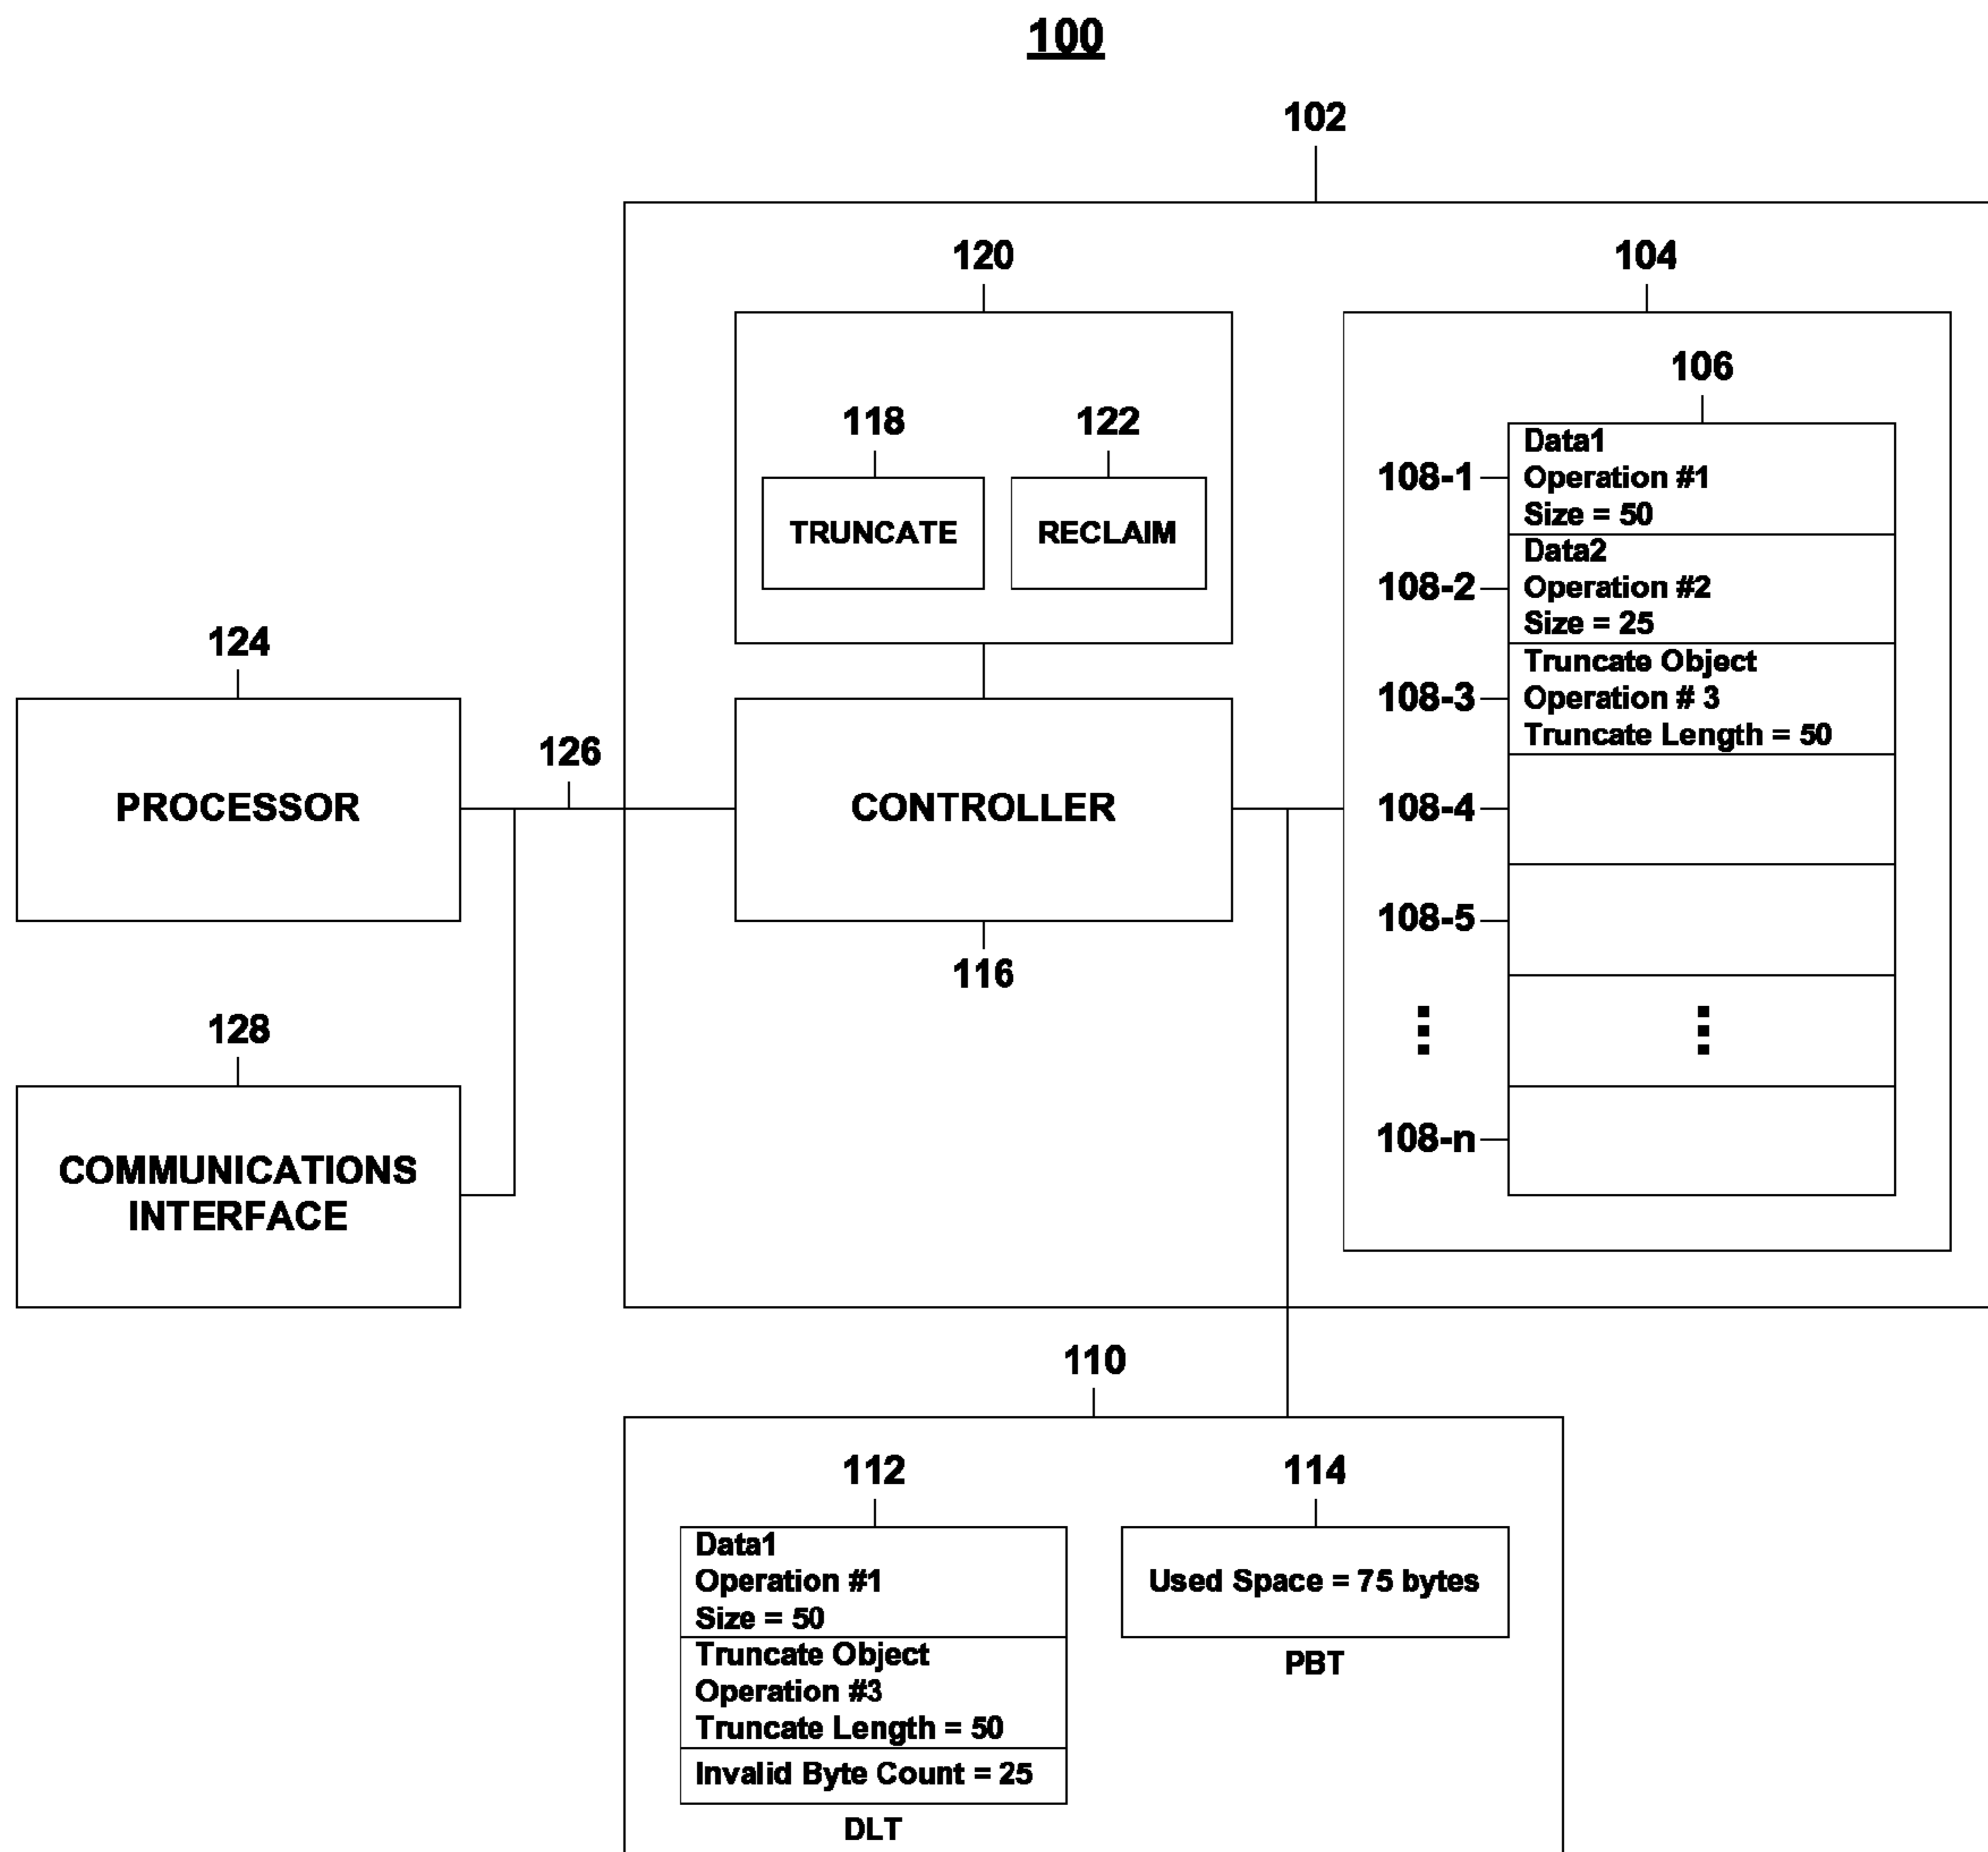 100
102
120
104
118
122
106
TRUNCATE
RECLAIM
108-1
Data1
Operation #1
Size = 50
108-2
Data2
Operation #2
Size = 25
108-3
Truncate Object
Operation # 3
Truncate Length = 50
124
PROCESSOR
126
CONTROLLER
116
108-4
108-5
108-n
128
COMMUNICATIONS
INTERFACE
110
112
114
Data1
Operation #1
Size = 50
Truncate Object
Operation #3
Truncate Length = 50
Invalid Byte Count = 25
DLT
Used Space = 75 bytes
PBT